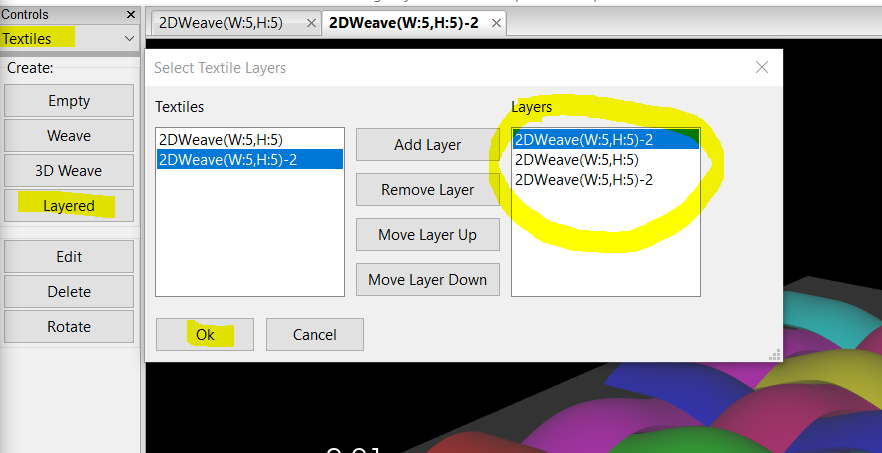 Controls
Textiles
Create:
Empty
Weave
3D Weave
Layered
Edit
Delete
Rotate
2DWeave(W:5,H:5)
2DWeave(W:5,H:5)-2
Select Textile Layers
Textiles
2DWeave(W:5,H:5)
2DWeave(W:5,H:5)-2
Add Layer
Remove Layer
Move Layer Up
Move Layer Down
Layers
2DWeave(W:5,H:5)-2
2DWeave(W:5,H:5)
2DWeave(W:5,H:5)-2
Ok
Cancel